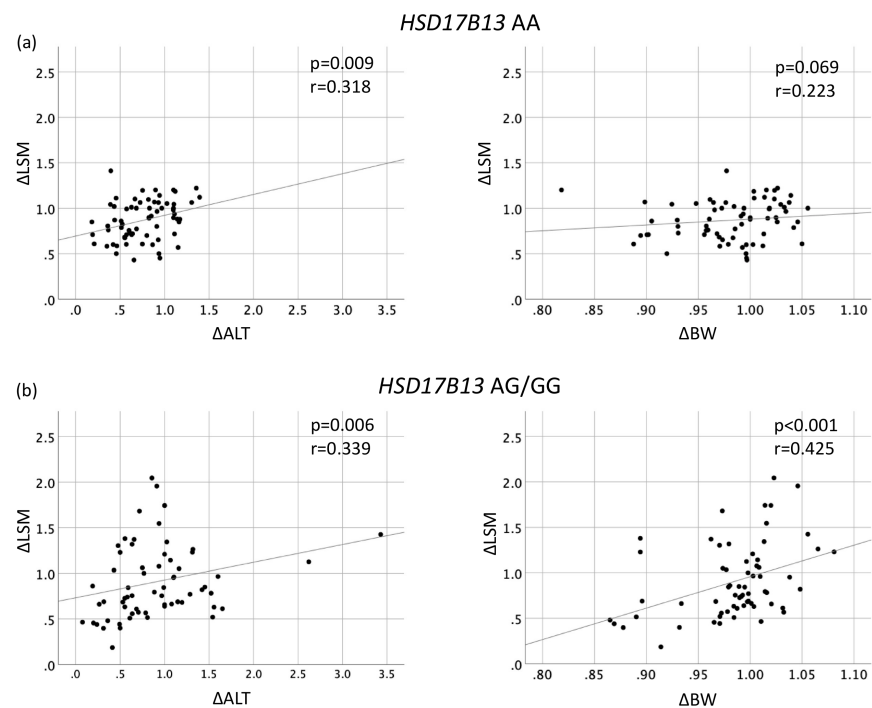 HSD17B13 AA
(a)
p=0.009
r=0.318
ΔLSM
2.5
2.0
1.5
1.0
.5
.0
.0 .5 1.0 1.5 2.0 2.5 3.0 3.5
ΔALT
p=0.069
r=0.223
ΔLSM
2.5
2.0
1.5
1.0
.5
.0
.80 .85 .90 .95 1.00 1.05 1.10
ΔBW
HSD17B13 AG/GG
(b)
p=0.006
r=0.339
ΔLSM
2.5
2.0
1.5
1.0
.5
.0
.0 .5 1.0 1.5 2.0 2.5 3.0 3.5
ΔALT
p<0.001
r=0.425
ΔLSM
2.5
2.0
1.5
1.0
.5
.0
.80 .85 .90 .95 1.00 1.05 1.10
ΔBW